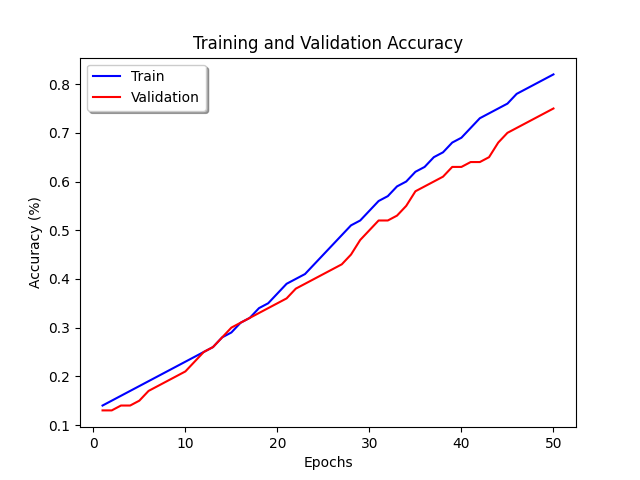 Training and Validation Accuracy
Train
Validation
Accuracy (%)
0.8
0.7
0.6
0.5
0.4
0.3
0.2
0.1
0 10 20 30 40 50
Epochs